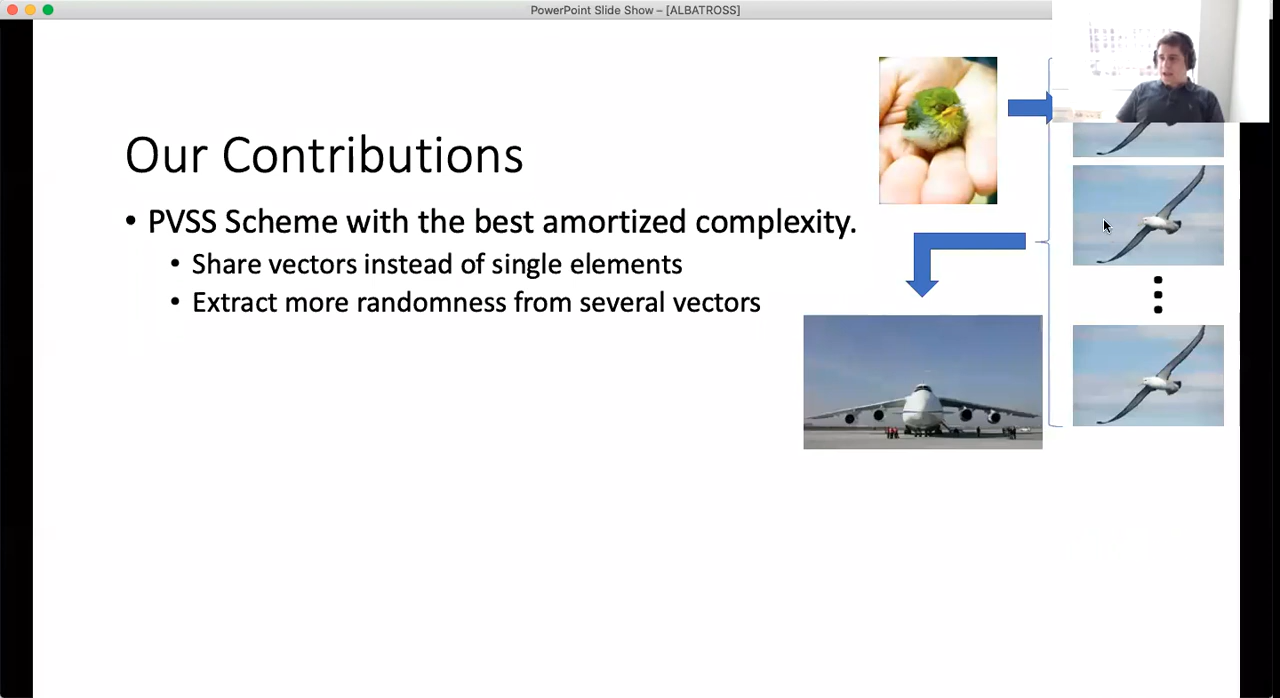 PowerPoint Slide Show – [ALBATROSS]
Our Contributions
• PVSS Scheme with the best amortized complexity.
• Share vectors instead of single elements
• Extract more randomness from several vectors